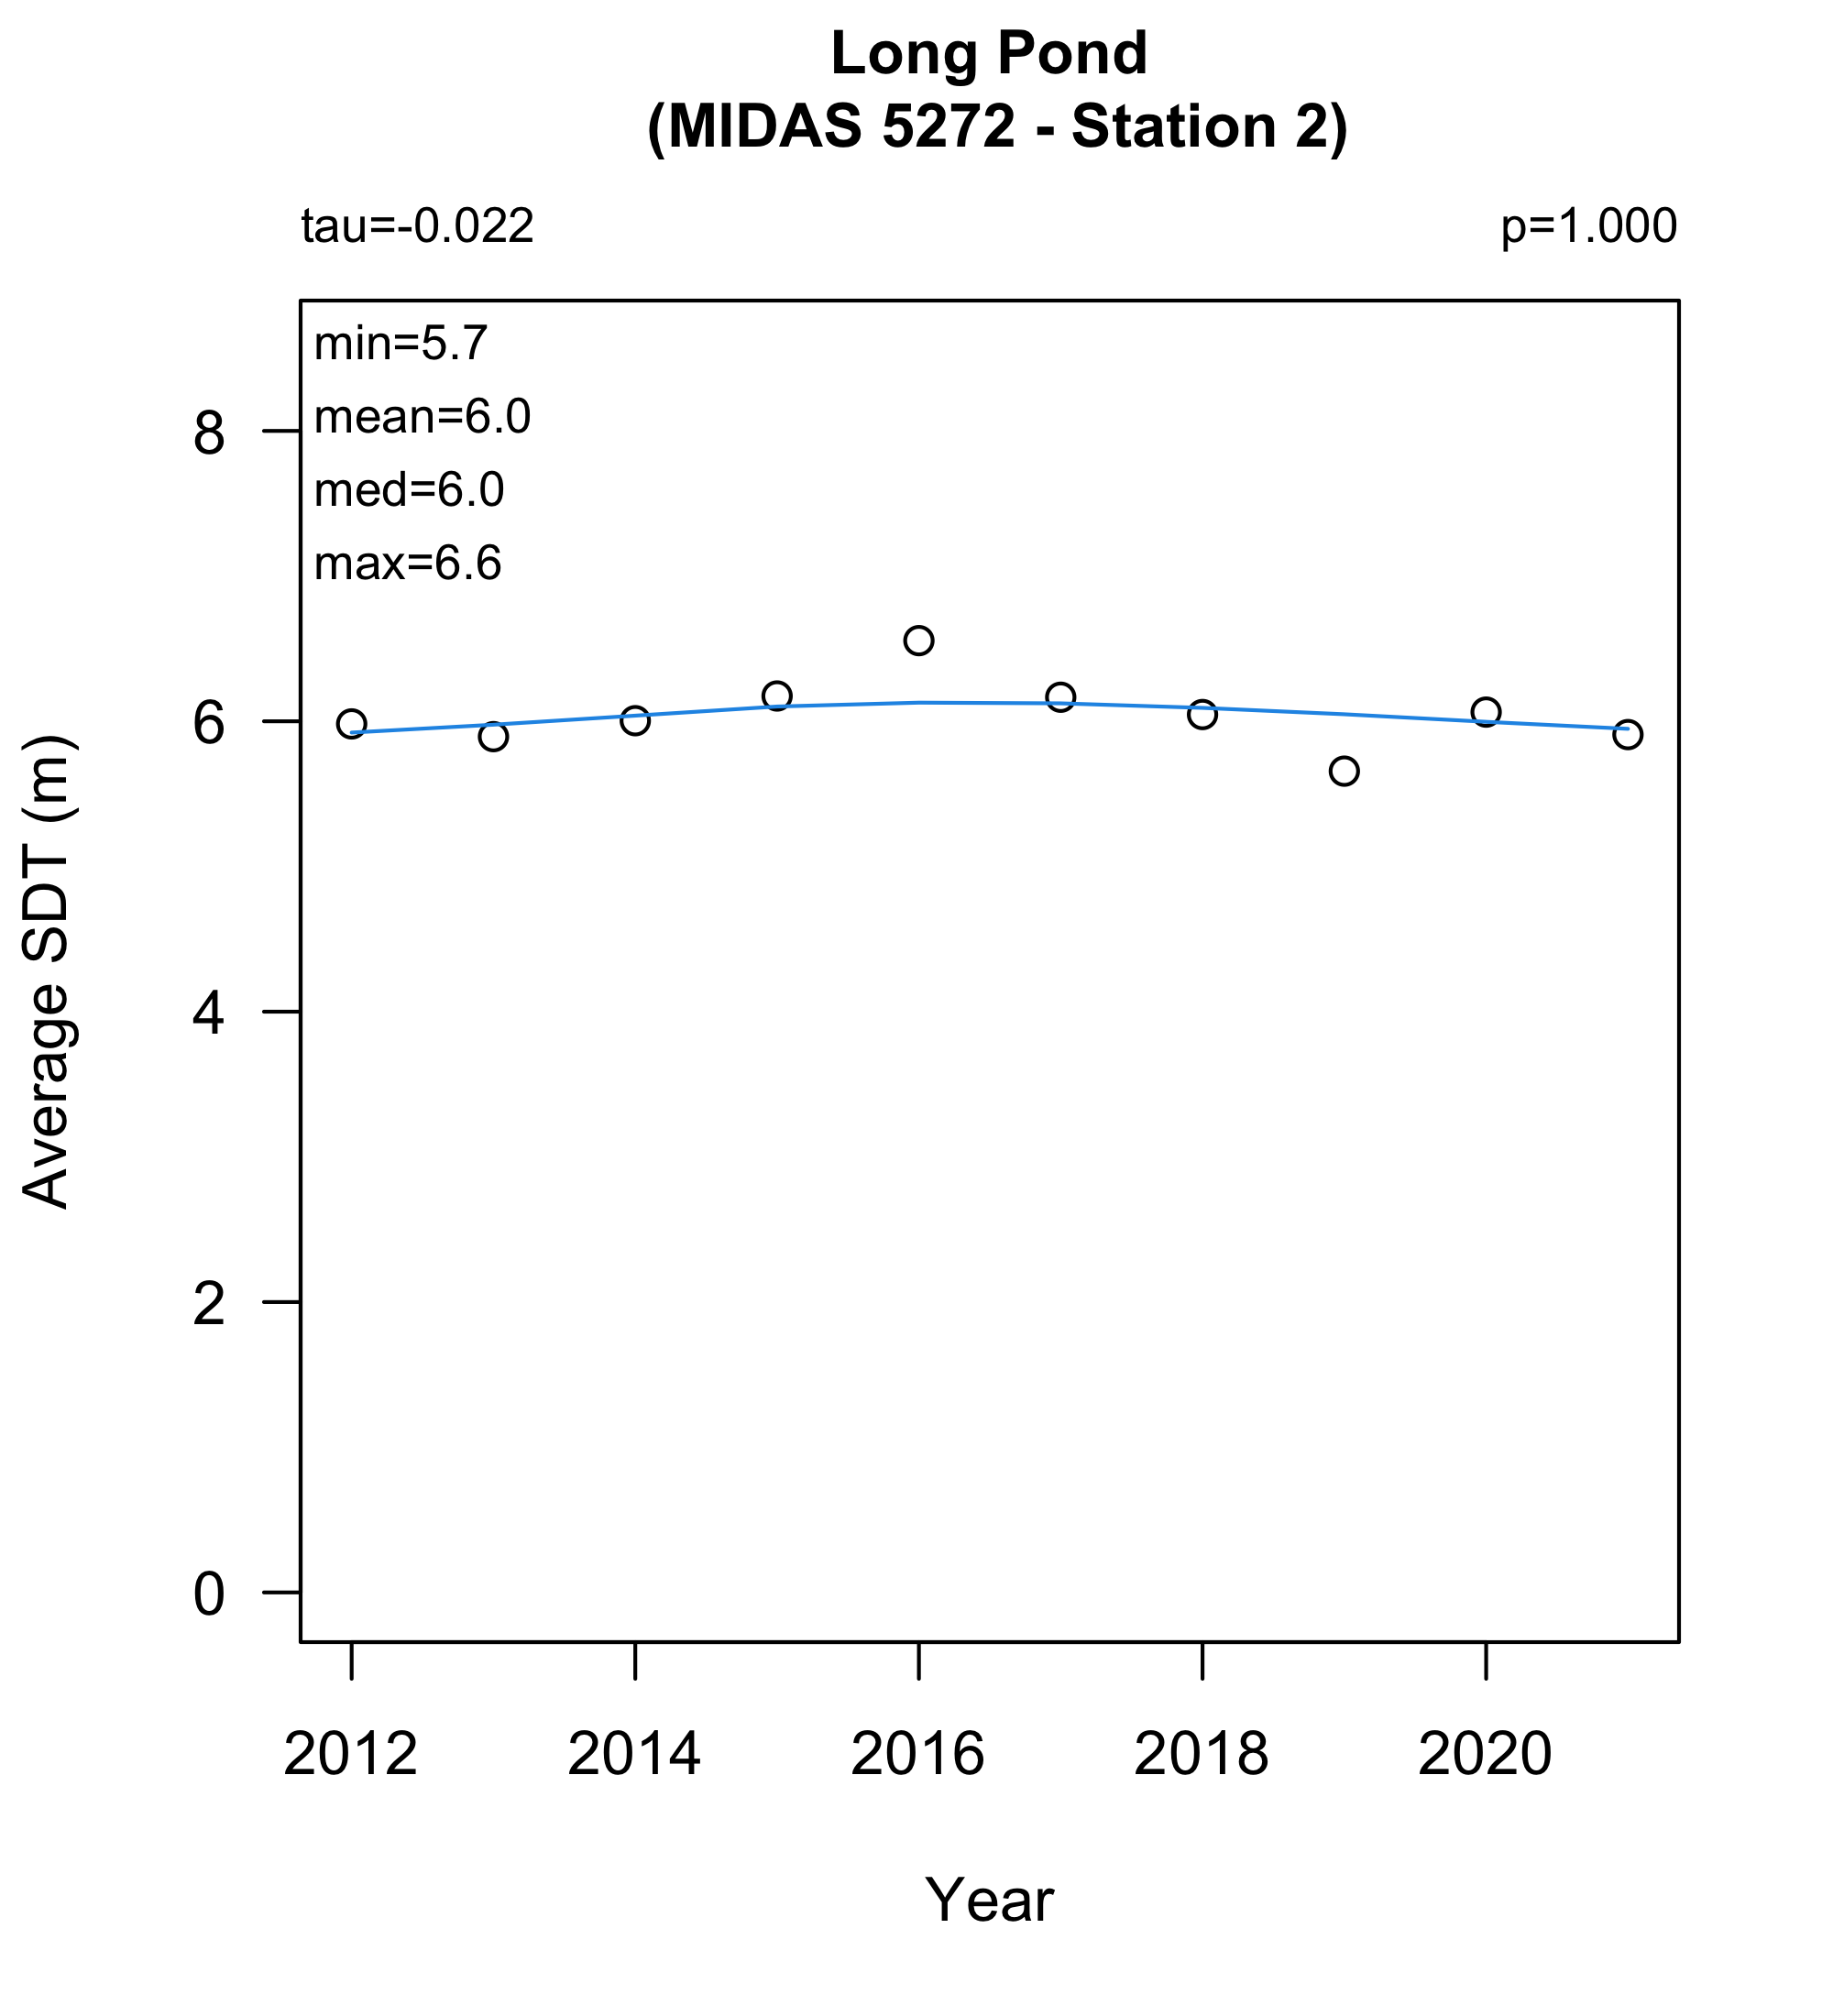 Long Pond
(MIDAS 5272 - Station 2)
tau=-0.022 p=1.000
min=5.7
mean=6.0
med=6.0
max=6.6
8
6
4
2
0
Average SDT (m)
2012 2014 2016 2018 2020
Year